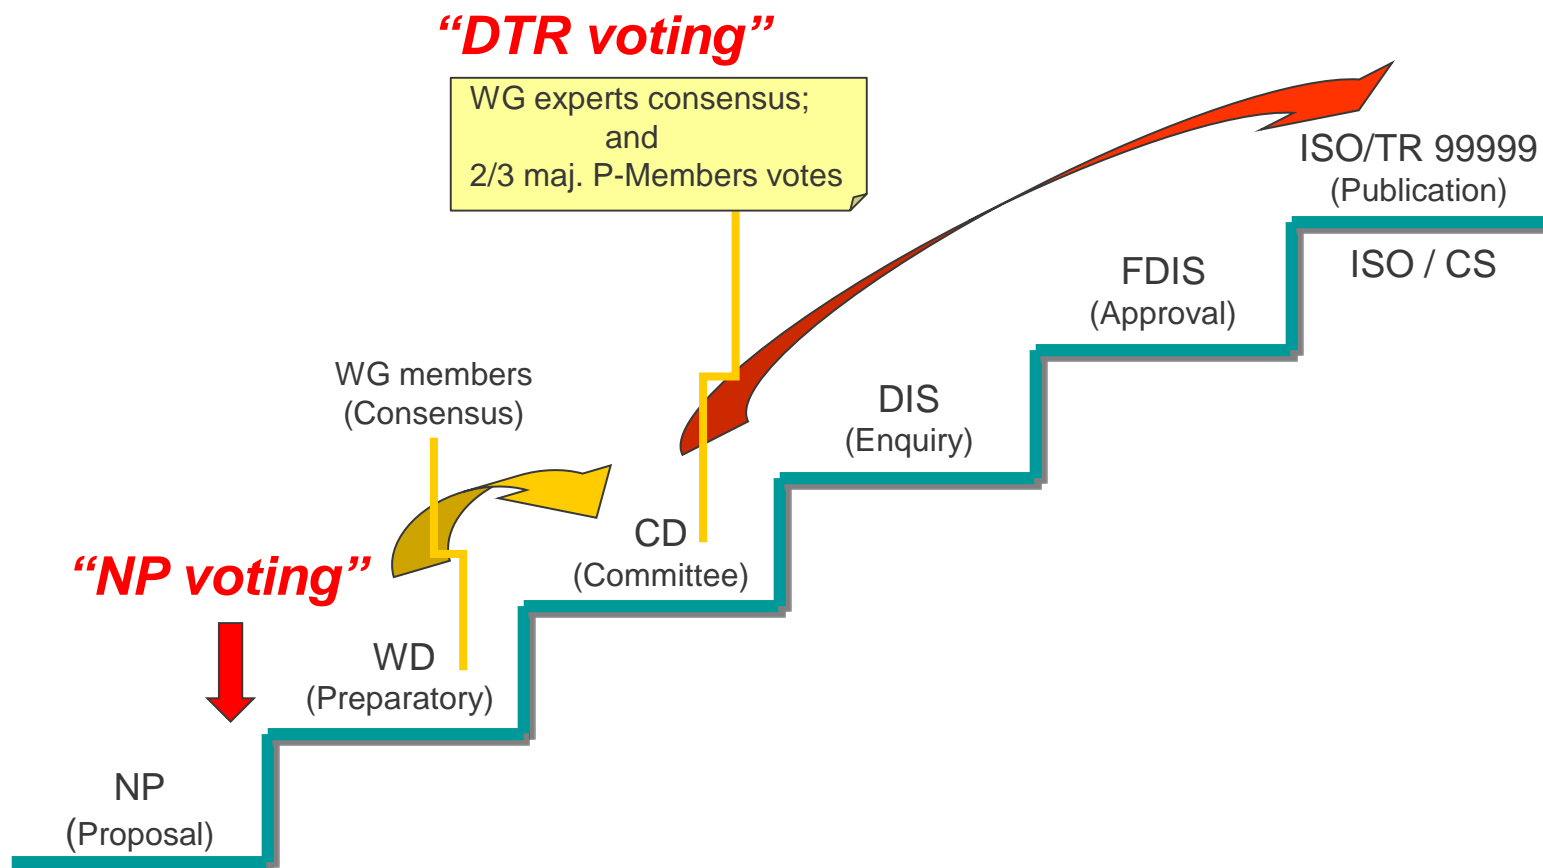 “DTR voting”
WG experts consensus;
and
2/3 maj. P-Members votes
ISO/TR 99999
(Publication)
ISO / CS
FDIS
(Approval)
WG members
(Consensus)
DIS
(Enquiry)
CD
(Committee)
“NP voting”
WD
(Preparatory)
NP
(Proposal)